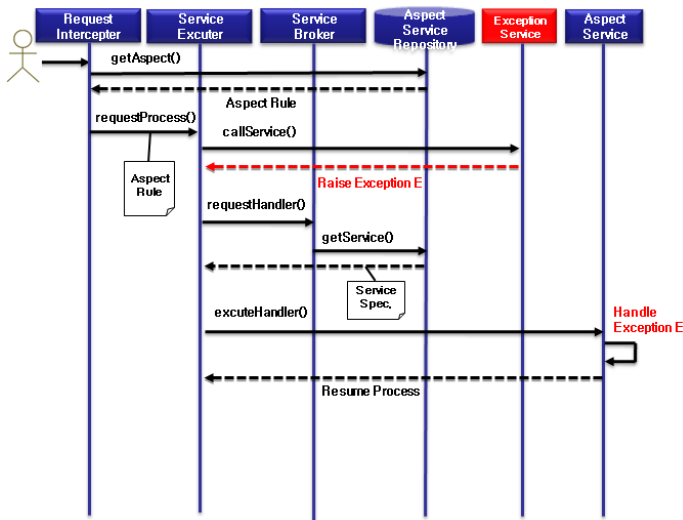 Request
Intercepter
Service
Excuter
Service
Broker
Aspect
Service
Repository
Exception
Service
Aspect
Service
getAspect()
Aspect Rule
requestProcess()
callService()
Aspect
Rule
Raise Exception E
requestHandler()
getService()
Service
Spec,
excuteHandler()
Handle
Exception E
Resume Process